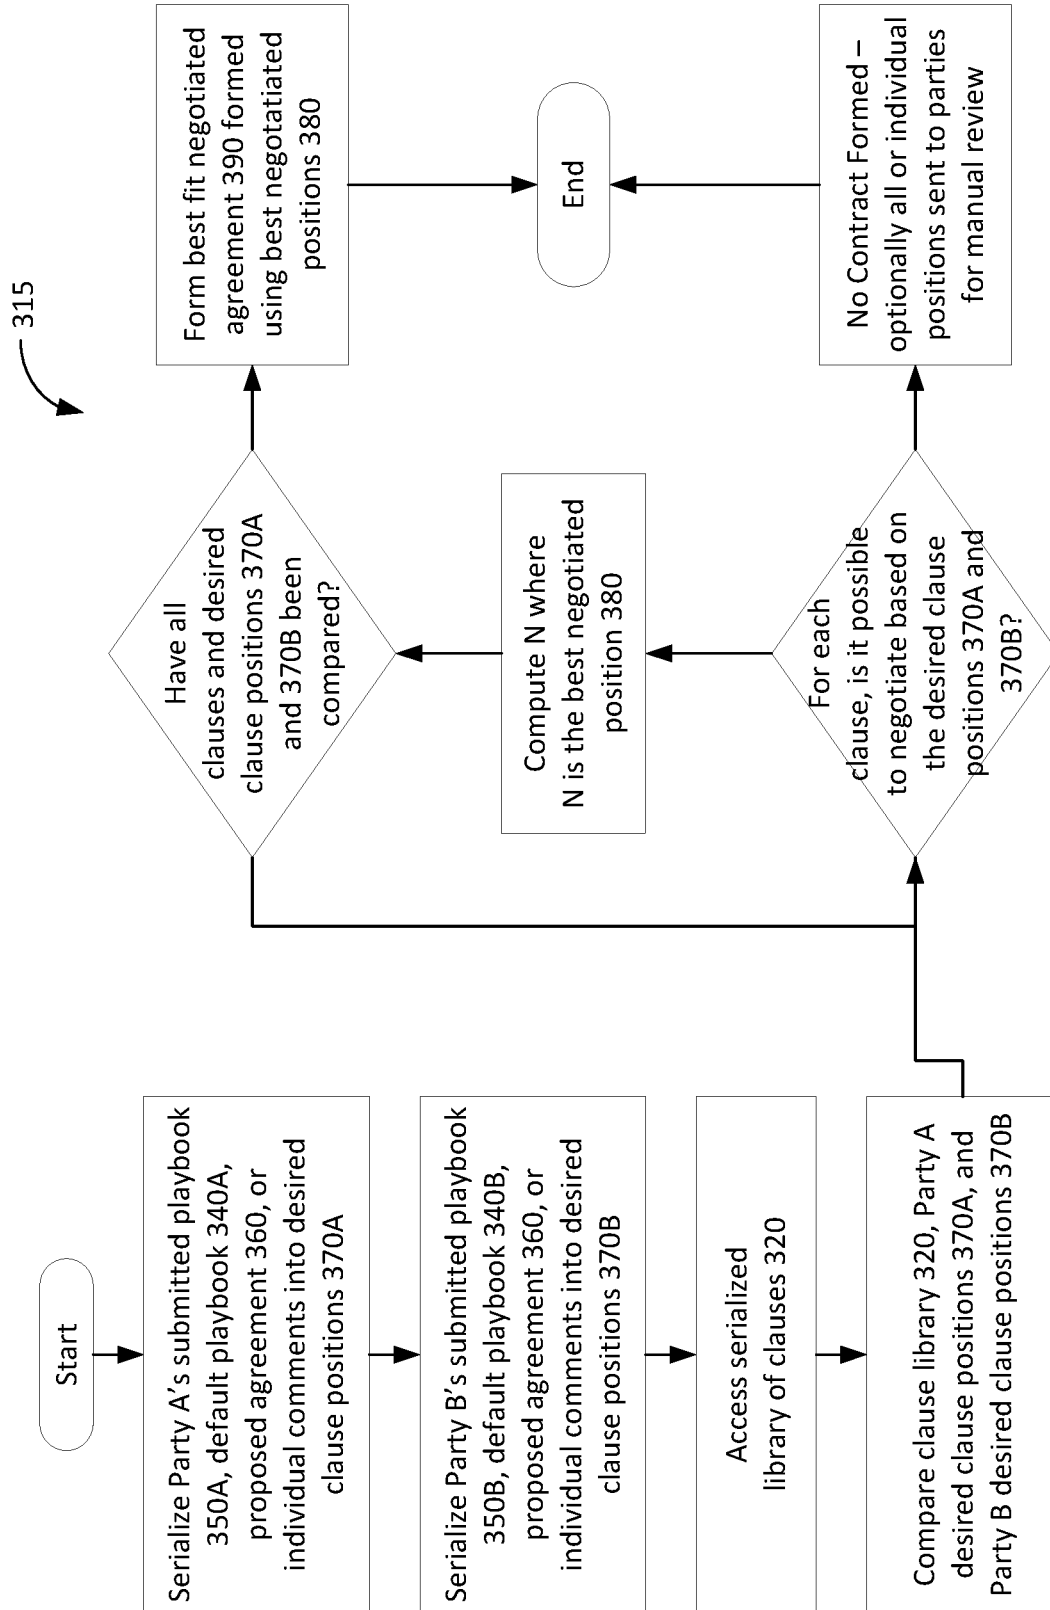 315
Start
Serialize Party A's submitted playbook
350A, default playbook 340A,
proposed agreement 360, or
individual comments into desired
clause positions 370A
Serialize Party B's submitted playbook
350B, default playbook 340B,
proposed agreement 360, or
individual comments into desired
clause positions 370B
Access serialized
library of clauses 320
Compare clause library 320, Party A
desired clause positions 370A, and
Party B desired clause positions 370B
Have all
clauses and desired
clause positions 370A
and 370B been
compared?
Compute N where
N is the best negotiated
position 380
For each
clause, is it possible
to negotiate based on
the desired clause
positions 370A and
370B?
Form best fit negotiated
agreement 390 formed
using best negotatiated
positions 380
End
No Contract Formed –
optionally all or individual
positions sent to parties
for manual review